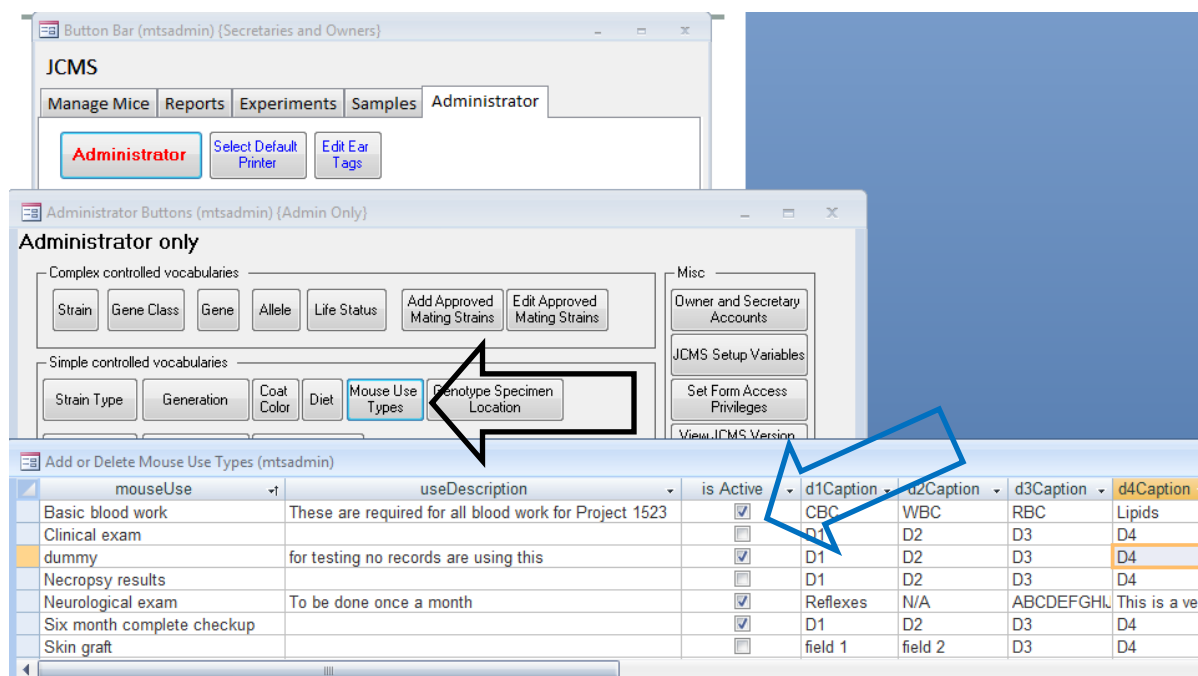 Button Bar (mtsadmin) {Secretaries and Owners}
JCMS
Manage Mice Reports Experiments Samples Administrator
Administrator
Select Default Printer
Edit Ear Tags
Administrator Buttons (mtsadmin) {Admin Only}
Administrator only
Complex controlled vocabularies
Strain
Gene Class
Gene
Allele
Life Status
Add Approved Mating Strains
Edit Approved Mating Strains
Misc
Owner and Secretary Accounts
JCMS Setup Variables
Set Form Access Privileges
View JCMS Version
Simple controlled vocabularies
Strain Type
Generation
Coat Color
Diet
Mouse Use Types
Genotype Specimen Location
Add or Delete Mouse Use Types (mtsadmin)
mouseUse useDescription is Active d1Caption d2Caption d3Caption d4Caption
Basic blood work These are required for all blood work for Project 1523 CBC WBC RBC Lipids
Clinical exam D1 D2 D3 D4
dummy for testing no records are using this D1 D2 D3 D4
Necropsy results D1 D2 D3 D4
Neurological exam To be done once a month Reflexes N/A ABCDEFGHIJ This is a ve
Six month complete checkup D1 D2 D3 D4
Skin graft field 1 field 2 D3 D4